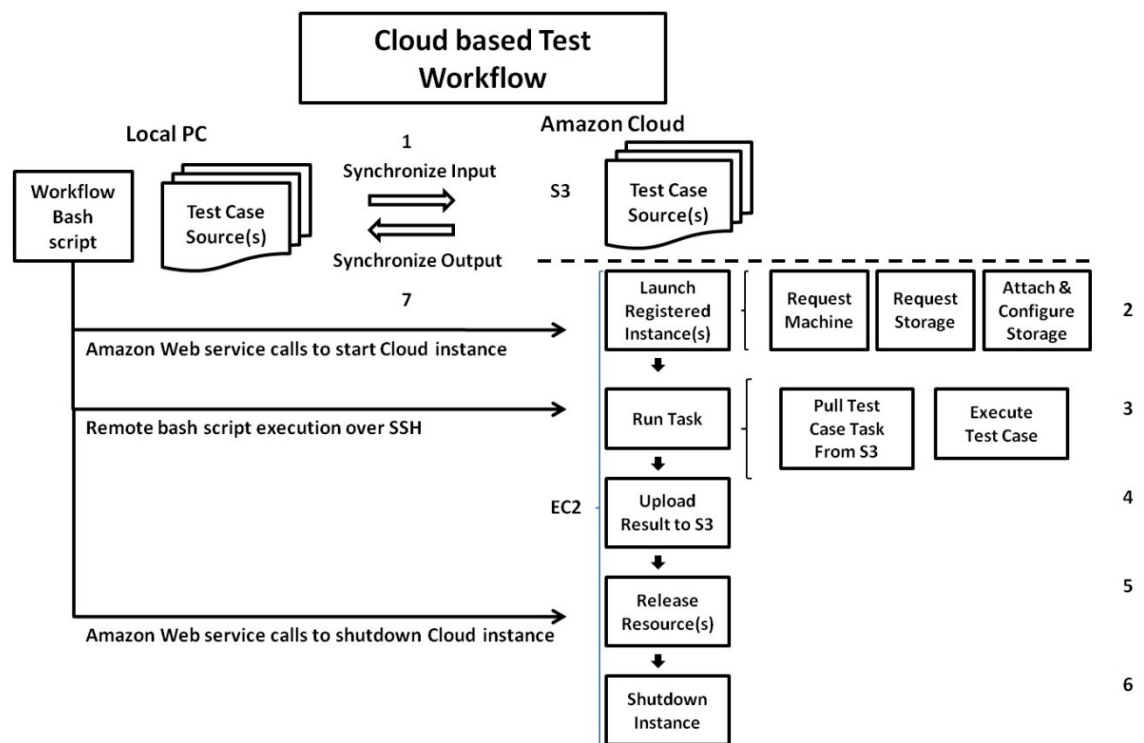 Cloud based Test
Workflow
Local PC
Amazon Cloud
1
Synchronize Input
Workflow
Bash
script
Test Case
Source(s)
S3
Test Case
Source(s)
Synchronize Output
7
Launch
Registered
Instance(s)
Request
Machine
Request
Storage
Attach &
Configure
Storage
2
Amazon Web service calls to start Cloud instance
Run Task
Pull Test
Case Task
From S3
Execute
Test Case
3
Remote bash script execution over SSH
EC2
Upload
Result to S3
4
Release
Resource(s)
5
Amazon Web service calls to shutdown Cloud instance
Shutdown
Instance
6